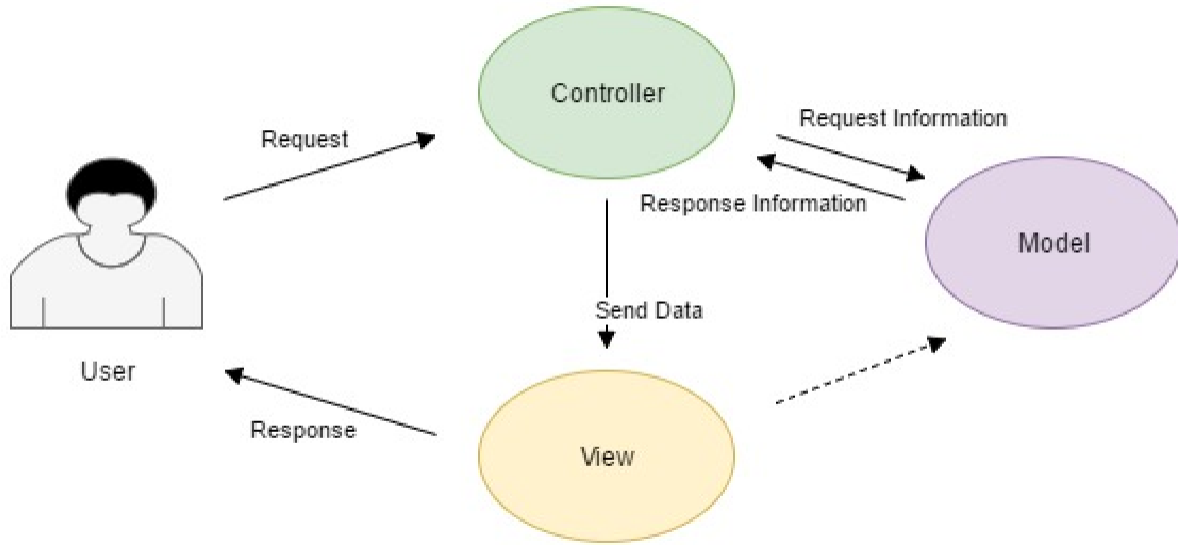 Controller
Request Information
Request
Response Information
Model
Send Data
User
Response
View